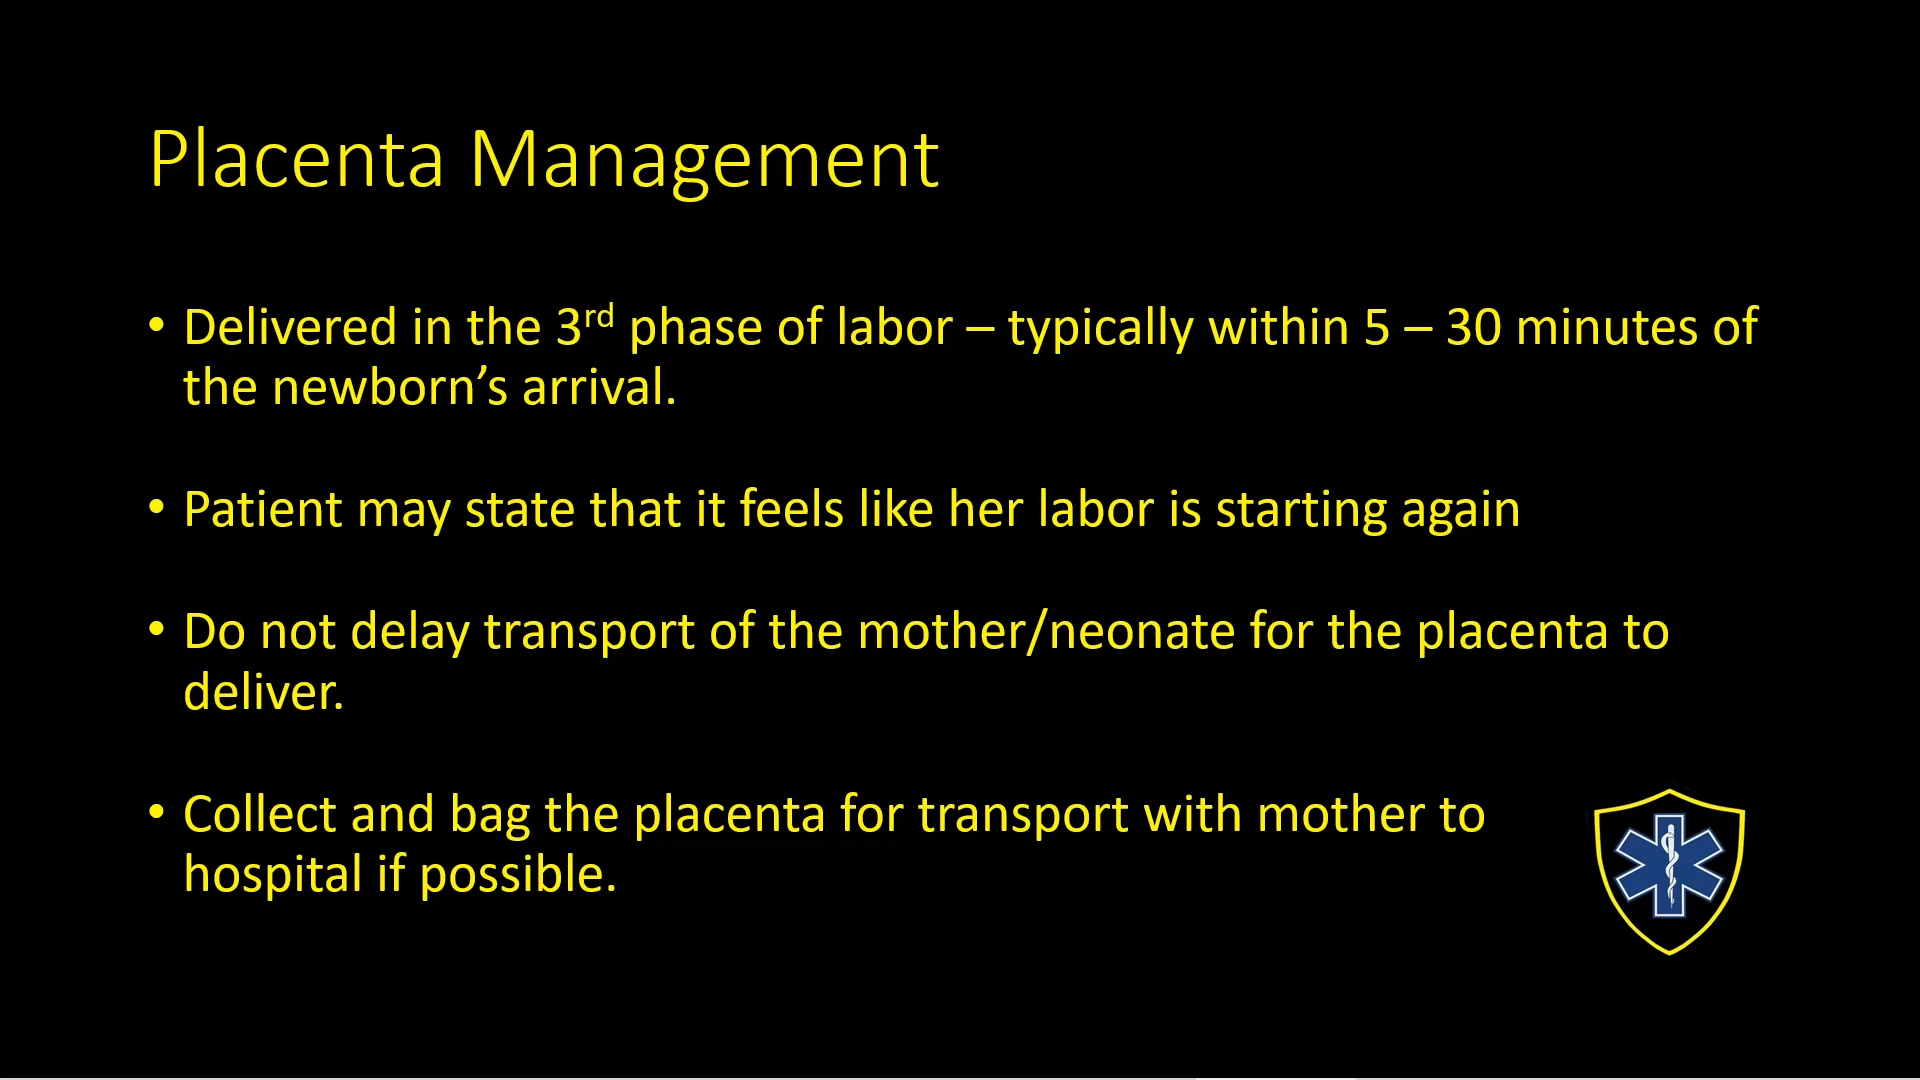 Placenta Management
• Delivered in the 3rd phase of labor – typically within 5 – 30 minutes of
the newborn’s arrival.
• Patient may state that it feels like her labor is starting again
• Do not delay transport of the mother/neonate for the placenta to
deliver.
• Collect and bag the placenta for transport with mother to
hospital if possible.